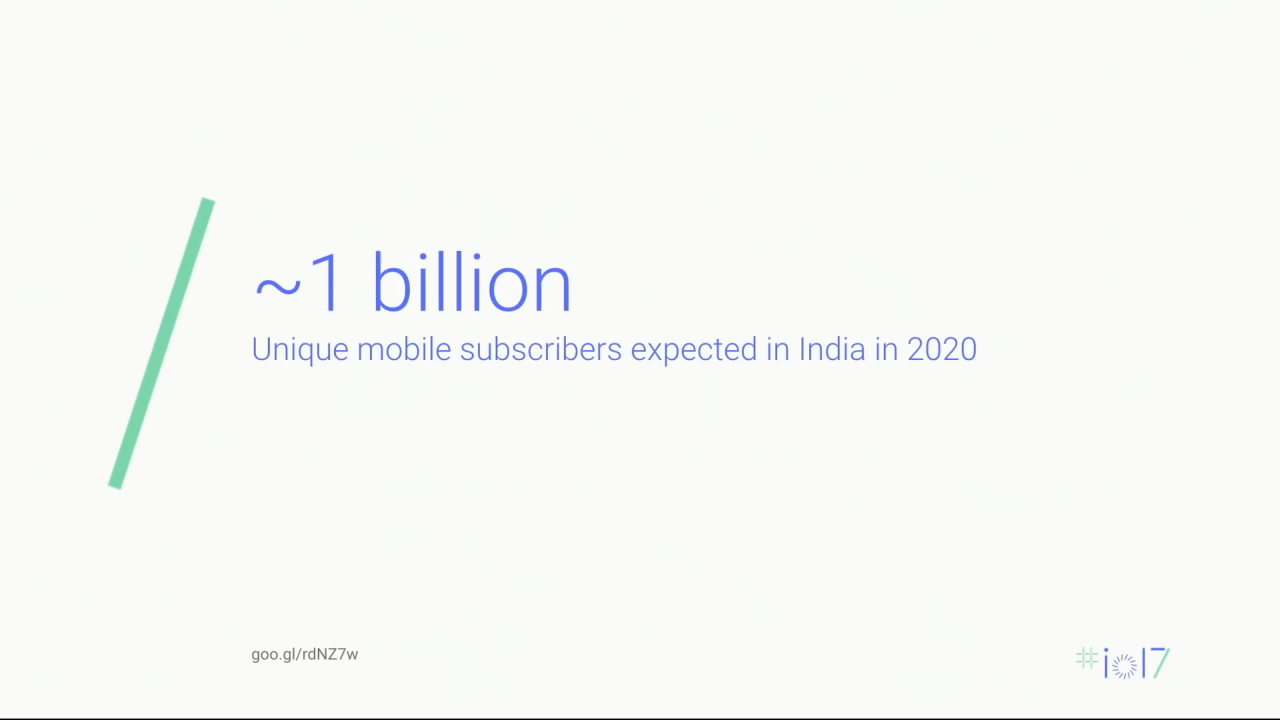 ~1 billion
Unique mobile subscribers expected in India in 2020
goo.gl/rdNZ7w
#io17